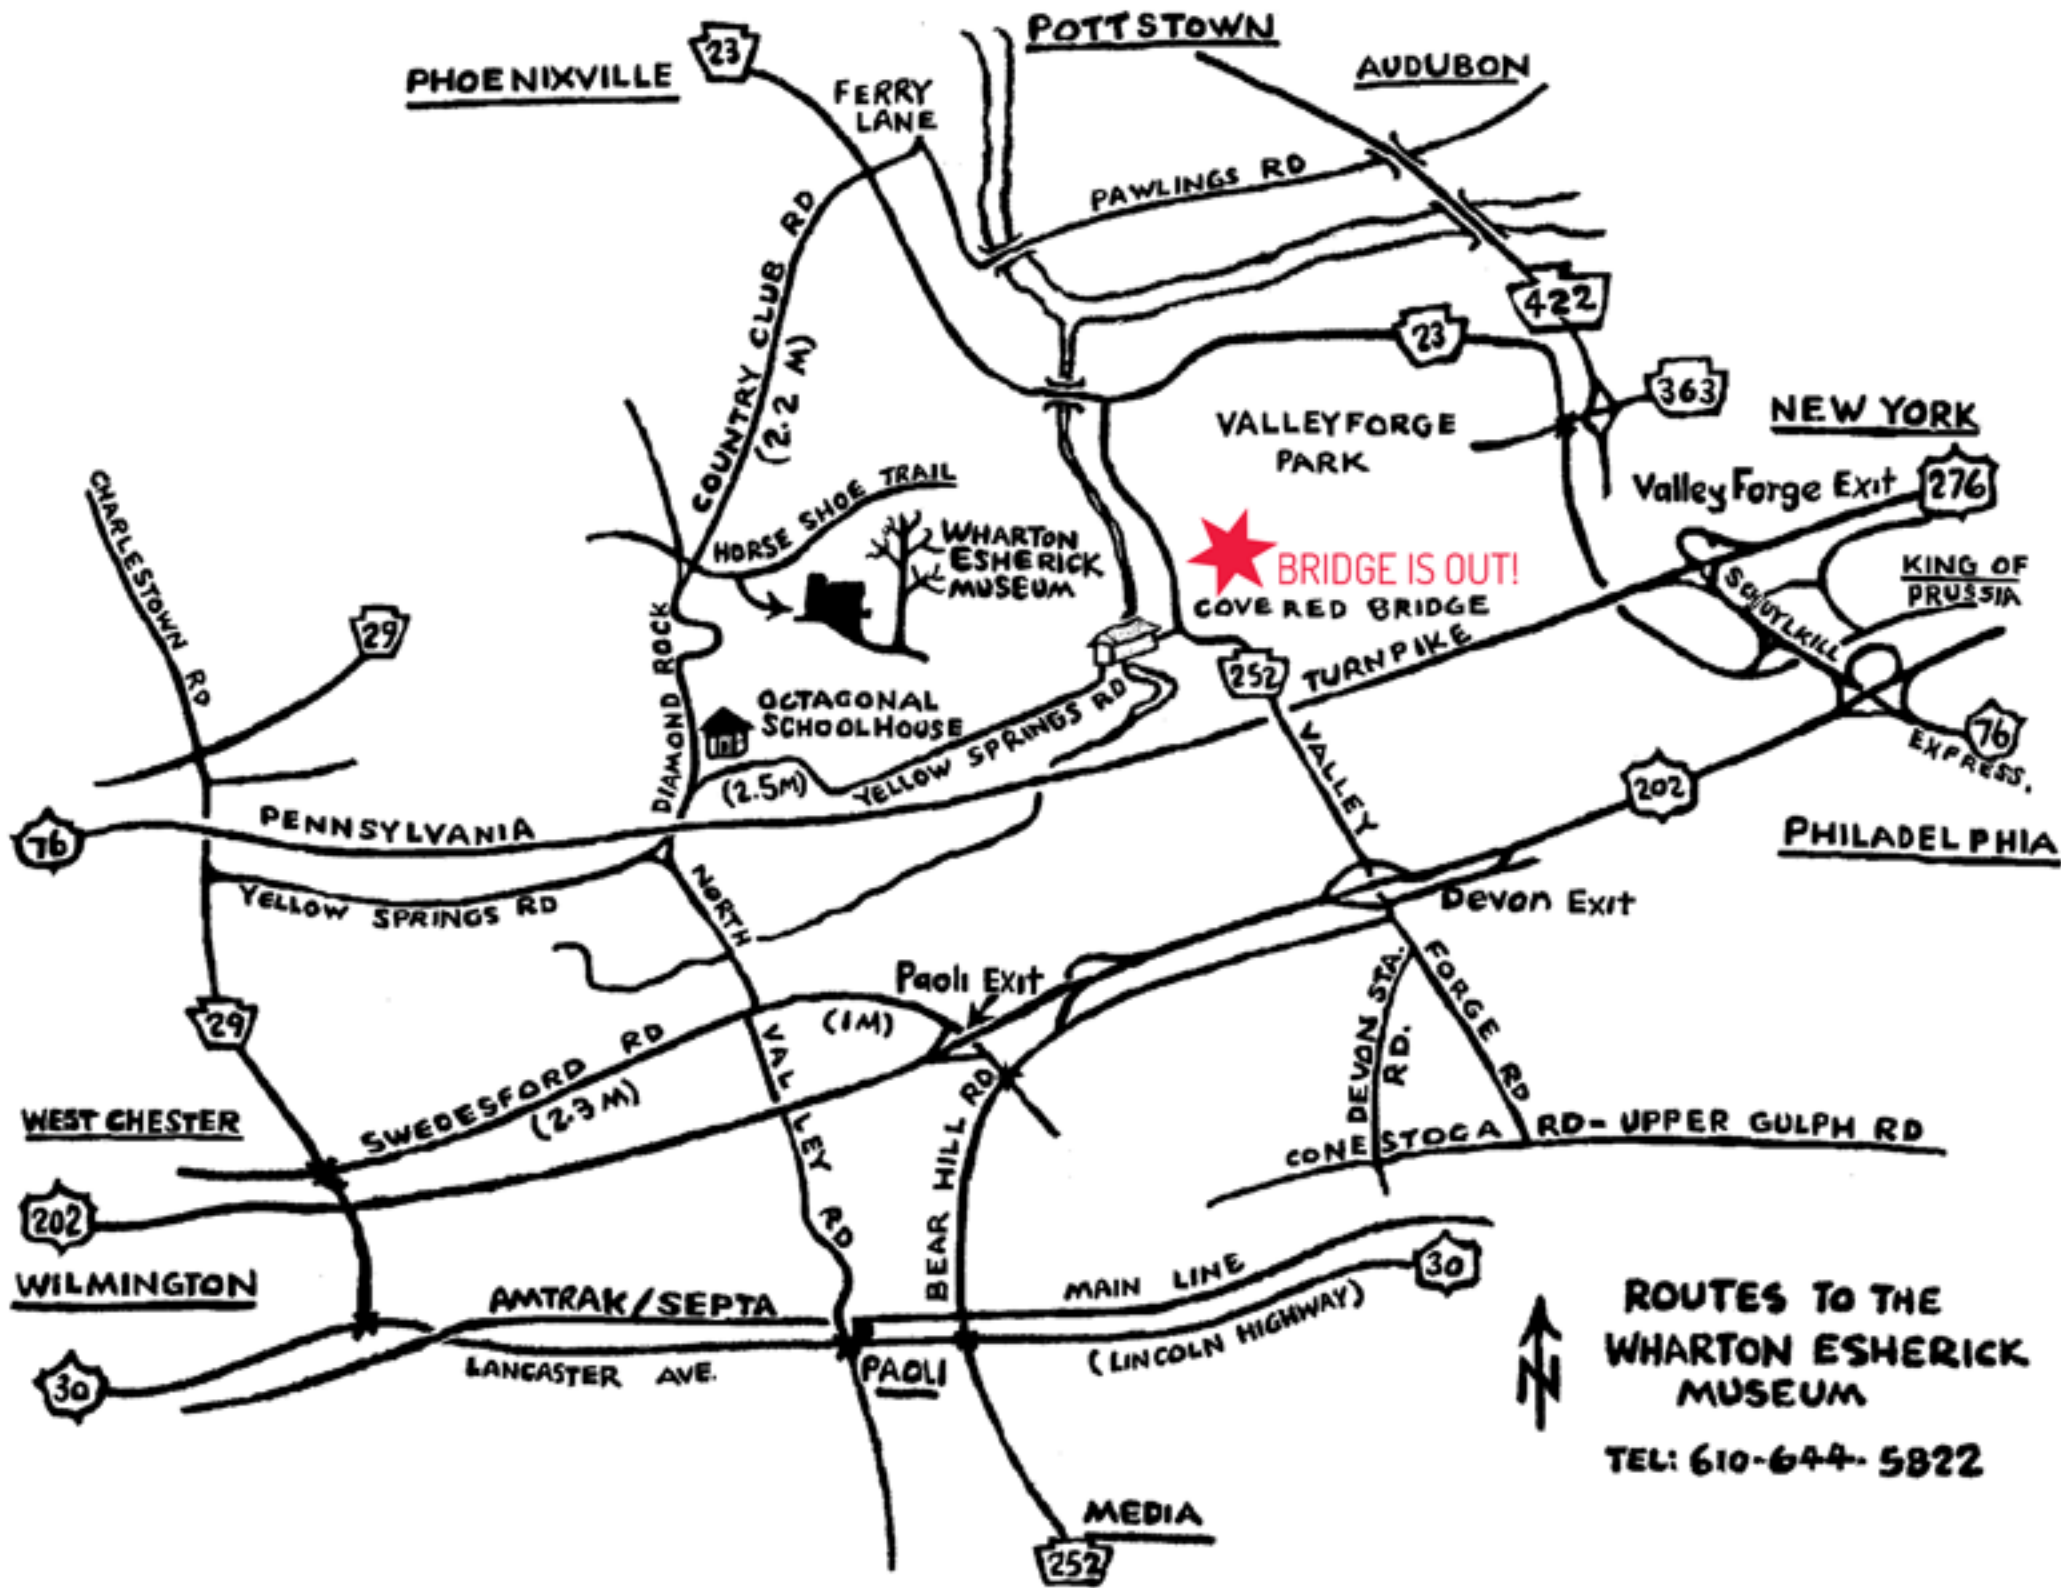 23
POTTSTOWN
PHOENIXVILLE
FERRY
LANE
AUDUBON
PAWLINGS RD
COUNTRY CLUB RD
(2.2 M)
422
23
363
NEW YORK
VALLEY FORGE
PARK
Valley Forge Exit
276
CHARLESTOWN RD
HORSE SHOE TRAIL
WHARTON
ESHERICK
MUSEUM
BRIDGE IS OUT!
COVERED BRIDGE
KING OF
PRUSSIA
SCHUYLKILL
EXPRESS.
76
29
DIAMOND ROCK
OCTAGONAL
SCHOOLHOUSE
252
TURNPIKE
YELLOW SPRINGS RD
(2.5M)
VALLEY
202
PHILADELPHIA
76
PENNSYLVANIA
YELLOW SPRINGS RD
NORTH
VALLEY RD
Devon Exit
Paoli Exit
(1M)
DEVON STA.
RD.
FORGE RD
29
SWEDESFORD RD
(2.3 M)
WEST CHESTER
BEAR HILL RD
CONESTOGA RD- UPPER GULPH RD
202
WILMINGTON
AMTRAK/SEPTA
MAIN LINE
30
30
LANCASTER AVE.
PAOLI
(LINCOLN HIGHWAY)
N
ROUTES TO THE
WHARTON ESHERICK
MUSEUM
TEL: 610-644-5822
MEDIA
252